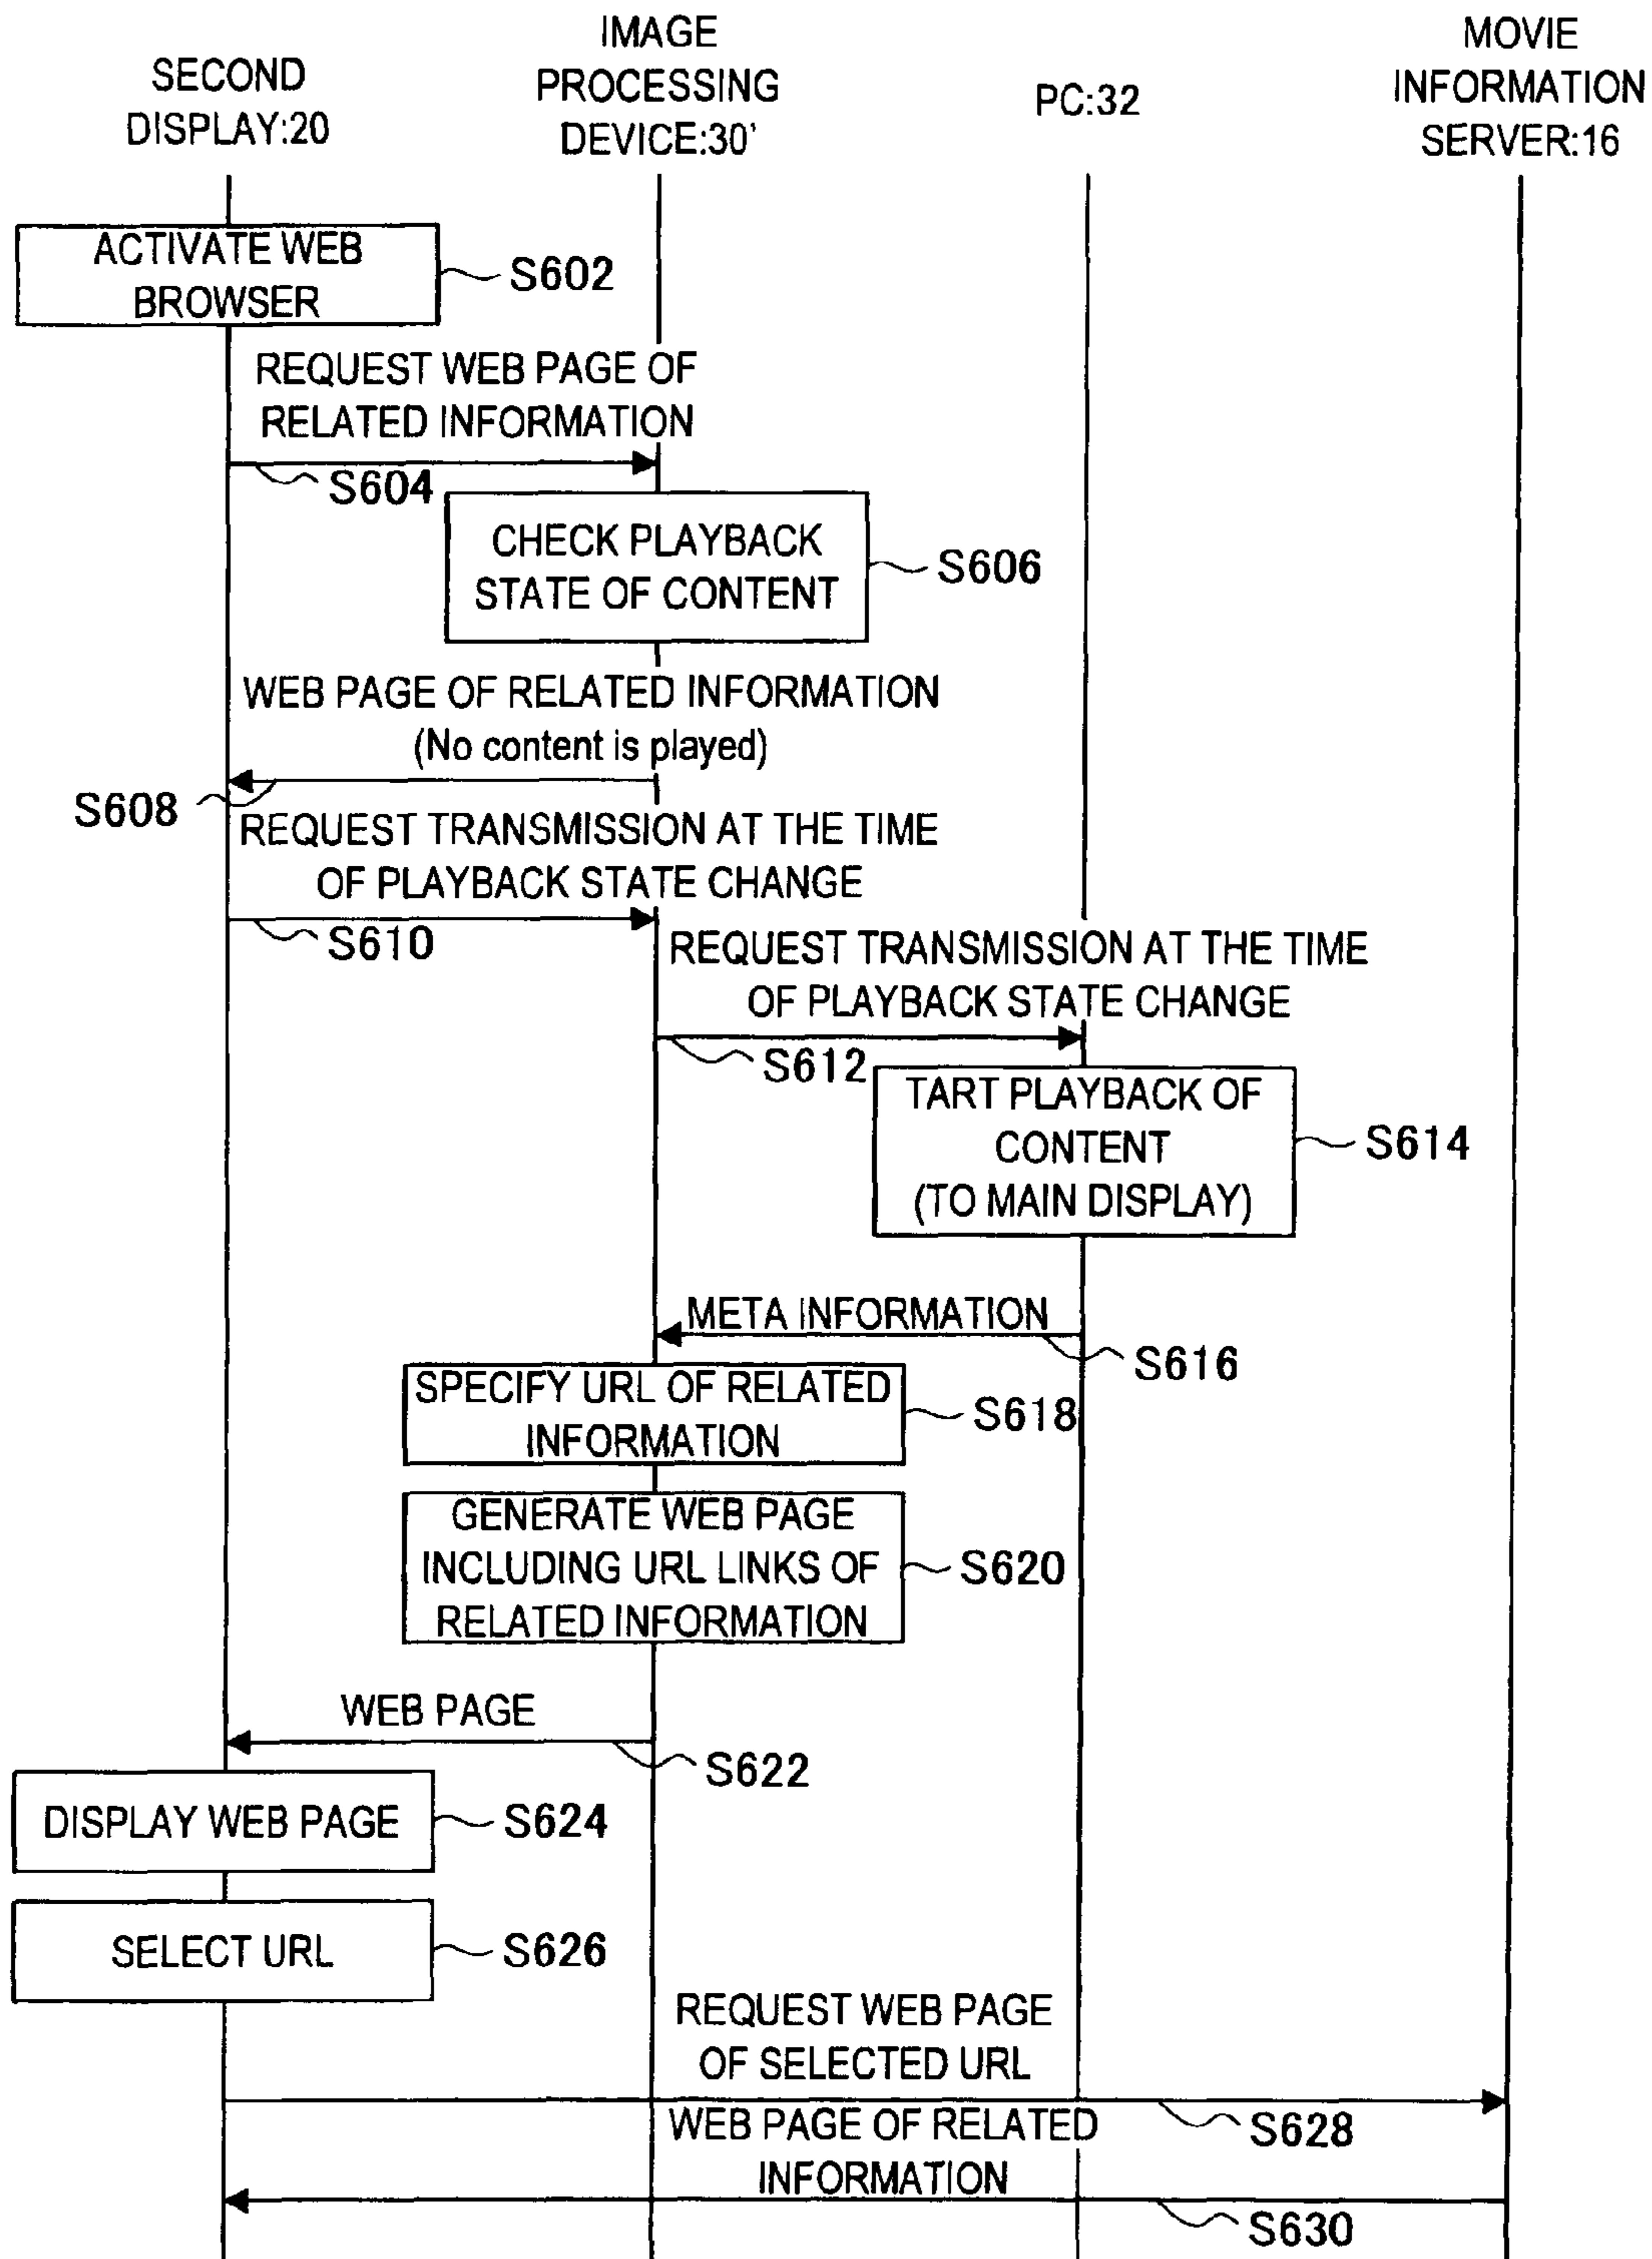 SECOND
DISPLAY:20
IMAGE
PROCESSING
DEVICE:30'
PC:32
MOVIE
INFORMATION
SERVER:16
ACTIVATE WEB
BROWSER
S602
REQUEST WEB PAGE OF
RELATED INFORMATION
S604
CHECK PLAYBACK
STATE OF CONTENT
S606
WEB PAGE OF RELATED INFORMATION
(No content is played)
S608
REQUEST TRANSMISSION AT THE TIME
OF PLAYBACK STATE CHANGE
S610
REQUEST TRANSMISSION AT THE TIME
OF PLAYBACK STATE CHANGE
S612
TART PLAYBACK OF
CONTENT
(TO MAIN DISPLAY)
S614
META INFORMATION
S616
SPECIFY URL OF RELATED
INFORMATION
S618
GENERATE WEB PAGE
INCLUDING URL LINKS OF
RELATED INFORMATION
S620
WEB PAGE
S622
DISPLAY WEB PAGE
S624
SELECT URL
S626
REQUEST WEB PAGE
OF SELECTED URL
S628
WEB PAGE OF RELATED
INFORMATION
S630